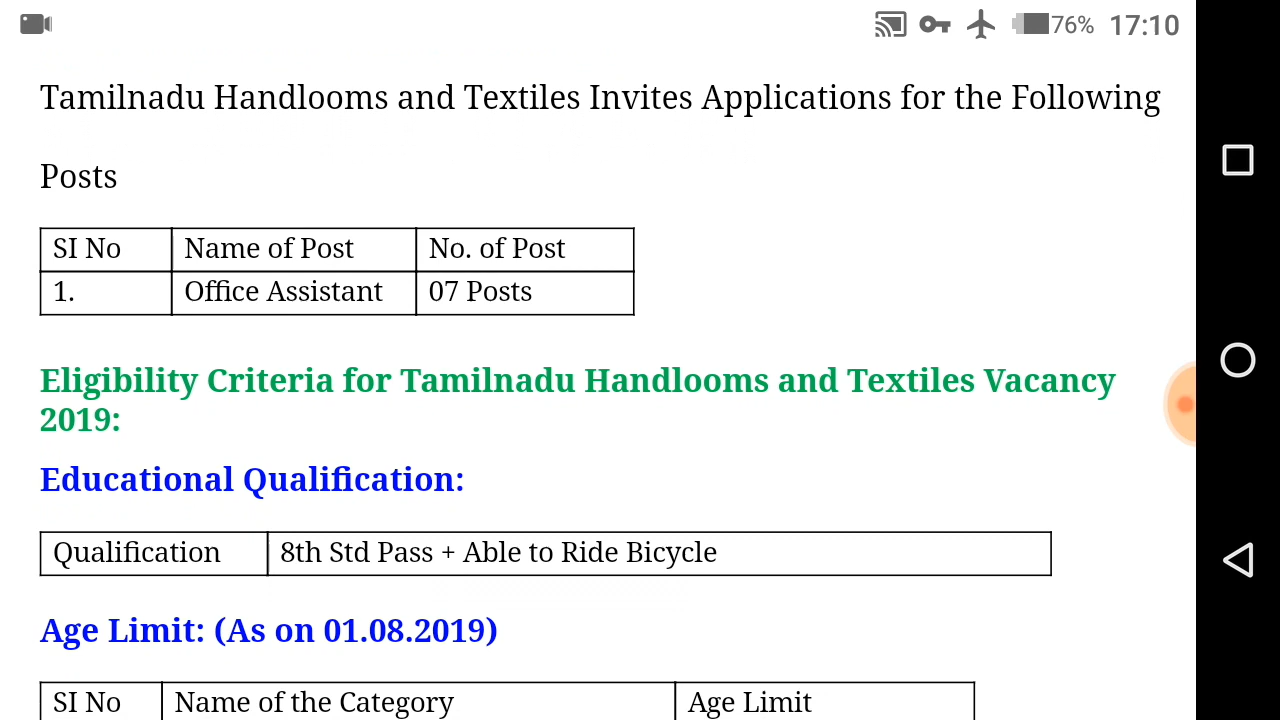 76% 17:10
Tamilnadu Handlooms and Textiles Invites Applications for the Following
Posts
SI No Name of Post No. of Post
1. Office Assistant 07 Posts
Eligibility Criteria for Tamilnadu Handlooms and Textiles Vacancy
2019:
Educational Qualification:
Qualification 8th Std Pass + Able to Ride Bicycle
Age Limit: (As on 01.08.2019)
SI No Name of the Category Age Limit